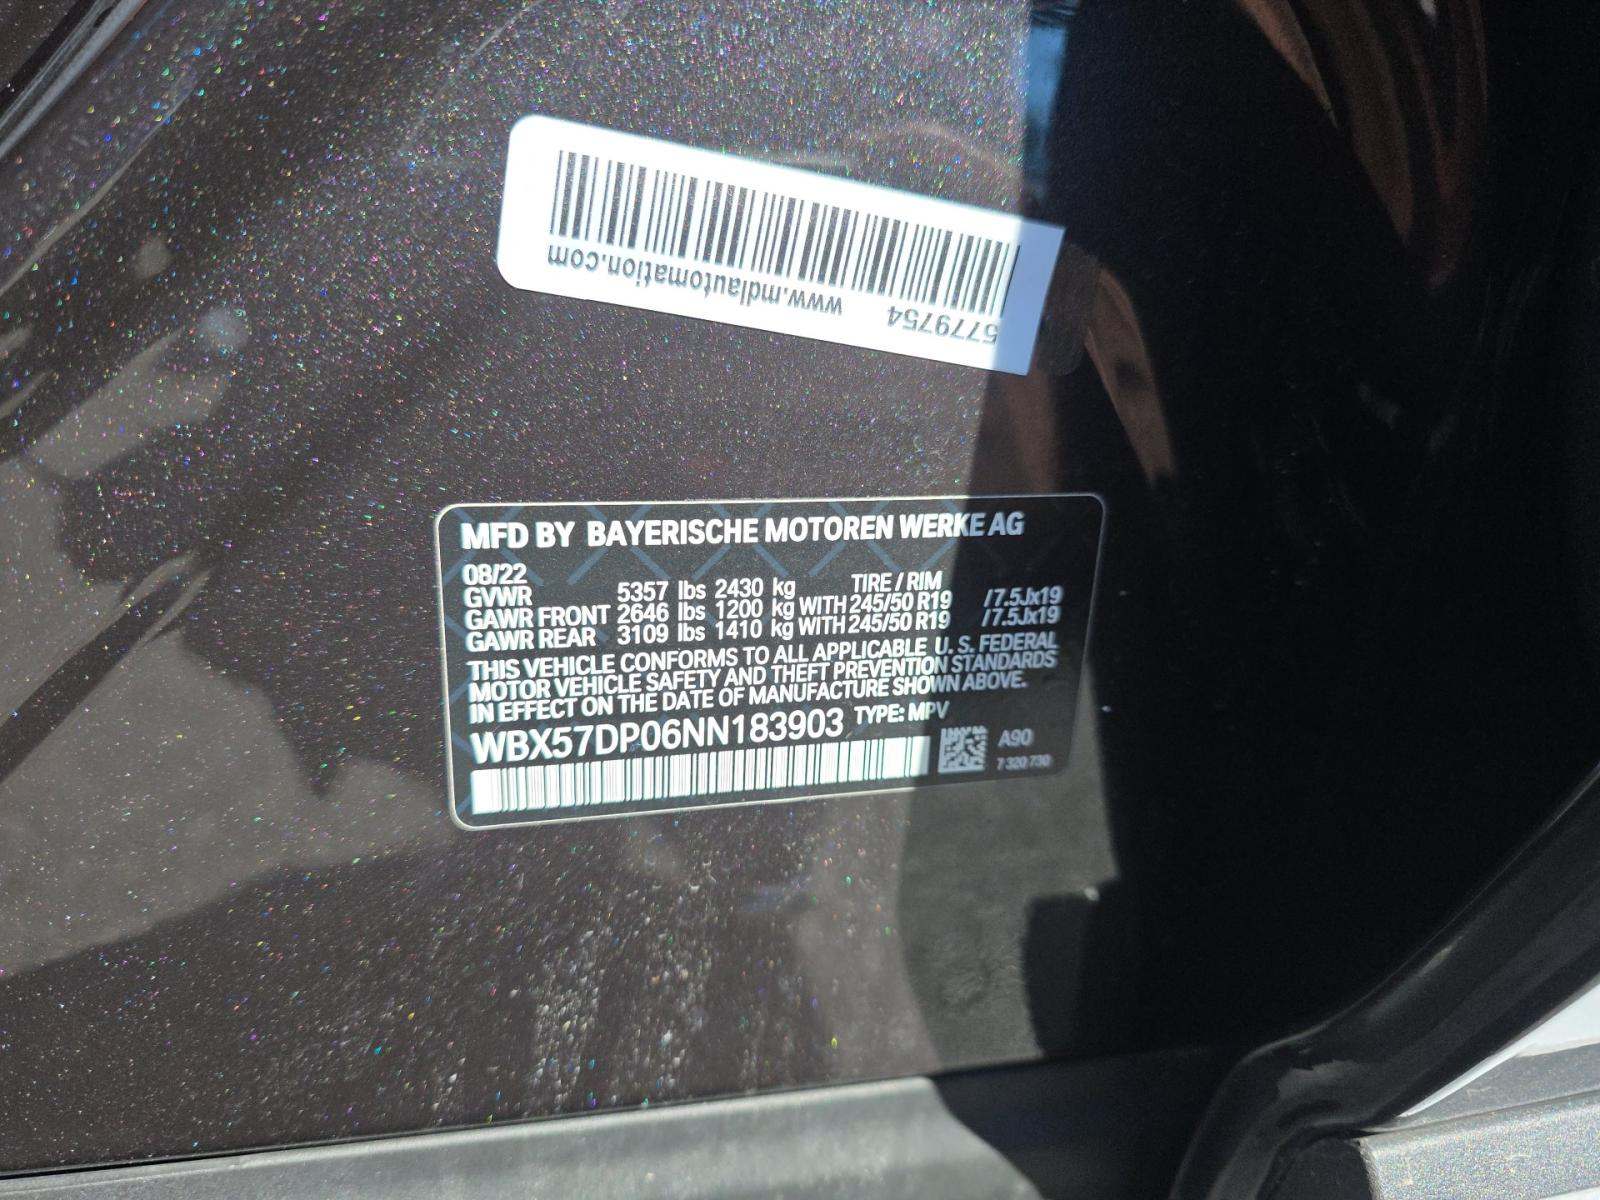 5779754 www.mdlautomation.com
MFD BY BAYERISCHE MOTOREN WERKE AG
08/22
GVWR 5357 lbs 2430 kg TIRE / RIM
GAWR FRONT 2646 lbs 1200 kg WITH 245/50 R19 /7.5Jx19
GAWR REAR 3109 lbs 1410 kg WITH 245/50 R19 /7.5Jx19
THIS VEHICLE CONFORMS TO ALL APPLICABLE U.S. FEDERAL
MOTOR VEHICLE SAFETY AND THEFT PREVENTION STANDARDS
IN EFFECT ON THE DATE OF MANUFACTURE SHOWN ABOVE.
WBX57DP06NN183903 TYPE: MPV
A90
7 320 730